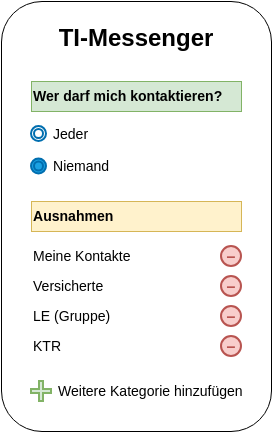 TI-Messenger
Wer darf mich kontaktieren?
Jeder
Niemand
Ausnahmen
Meine Kontakte
Versicherte
LE (Gruppe)
KTR
Weitere Kategorie hinzufügen